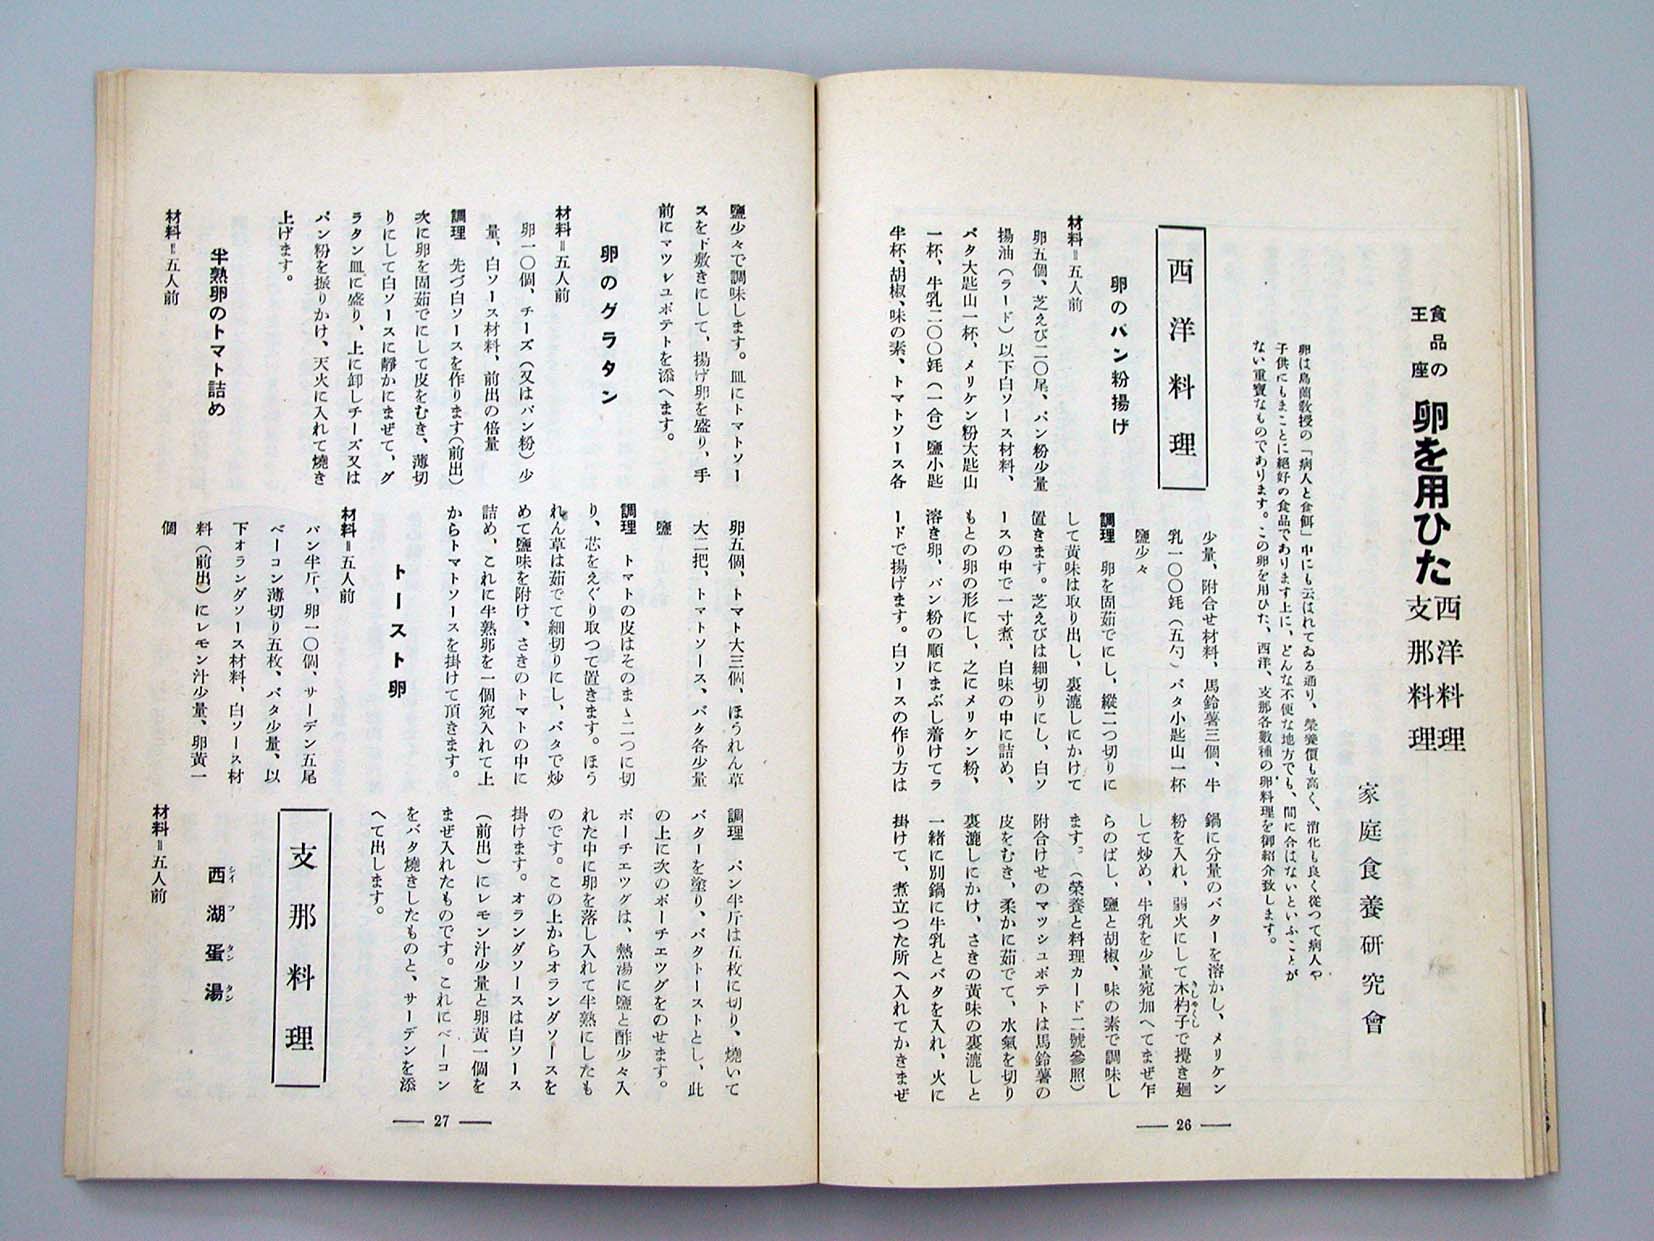 食品の
王座
卵を用ひた
西洋料理
支那料理
家庭食養研究會
卵は烏蘭教授の「病人と食餌」中にも云はれてゐる通り、榮養價も高く、消化も良く從つて病人や
子供にもまことに絕好の食品であります上に、どんな不便な地方でも、間に合はないといふことが
ない重寶なものであります。この卵を用ひた、西洋、支那各數種の卵料理を御紹介致します。
西洋料理
卵のパン粉揚げ
材料=五人前
卵五個、芝えび二〇尾、パン粉少量
揚油(ラード)以下白ソース材料、
バタ大匙山一杯、メリケン粉大匙山
一杯、牛乳二〇〇竓(一合)鹽小匙
半杯、胡椒、味の素、トマトソース各
少量、附合せ材料、馬鈴薯三個、牛
乳一〇〇竓(五勺)バタ小匙山一杯
鹽少々
調理 卵を固茹でにし、縱二つ切りに
して黃味は取り出し、裏漉しにかけて
置きます。芝えびは細切りにし、白ソ
ースの中で一寸煮、白味の中に詰め、
もとの卵の形にし、之にメリケン粉、
溶き卵、パン粉の順にまぶし着けてラ
ードで揚げます。白ソースの作り方は
鍋に分量のバターを溶かし、メリケン
粉を入れ、弱火にして木杓子で攪き廻
きしやくし
して炒め、牛乳を少量宛加へてまぜ乍
らのばし、鹽と胡椒、味の素で調味し
ます。(榮養と料理カード二號參照)
附合けせのマッシュポテトは馬鈴薯の
皮をむき、柔かに茹でて、水氣を切り
裏漉しにかけ、さきの黃味の裏漉しと
一緒に別鍋に牛乳とバタを入れ、火に
掛けて、煮立つた所へ入れてかきまぜ
— 26 —
鹽少々で調味します。皿にトマトソー
スを下敷きにして、揚げ卵を盛り、手
前にマツシユポテトを添へます。
卵のグラタン
材料=五人前
卵一〇個、チーズ(又はパン粉)少
量、白ソース材料、前出の倍量
調理 先づ白ソースを作ります(前出)
次に卵を固茹でにして皮をむき、薄切
りにして白ソースに靜かにまぜて、グ
ラタン皿に盛り、上に卸しチーズ又は
パン粉を振りかけ、天火に入れて燒き
上げます。
半熟卵のトマト詰め
材料=五人前
卵五個、トマト大三個、ほうれん草
大二把、トマトソース、バタ各少量
鹽
調理 トマトの皮はそのまゝ二つに切
り、芯をえぐり取つて置きます。ほう
れん草は茹でて細切りにし、バタで炒
めて鹽味を附け、さきのトマトの中に
詰め、これに半熟卵を一個宛入れて上
からトマトソースを掛けて頂きます。
トースト卵
材料=五人前
パン半斤、卵一〇個、サーデン五尾
ベーコン薄切り五枚、バタ少量、以
下オランダソース材料、白ソース材
料(前出)にレモン汁少量、卵黃一
個
調理 パン半斤は五枚に切り、燒いて
バターを塗り、バタトーストとし、此
の上に次のポーチエツグをのせます。
ポーチエツグは、熱湯に鹽と酢少々入
れた中に卵を落し入れて半熟にしたも
のです。この上からオランダソースを
掛けます。オランダソースは白ソース
(前出)にレモン汁少量と卵黃一個を
まぜ入れたものです。これにベーコン
をバタ燒きしたものと、サーデンを添
へて出します。
支那料理
西湖蛋湯
シイフタンタン
材料=五人前
— 27 —